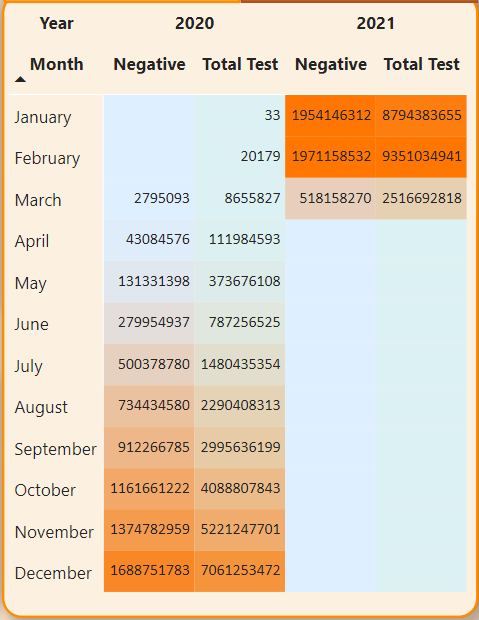 Year 2020 2021
Month Negative Total Test Negative Total Test
January 33 1954146312 8794383655
February 20179 1971158532 9351034941
March 2795093 8655827 518158270 2516692818
April 43084576 111984593
May 131331398 373676108
June 279954937 787256525
July 500378780 1480435354
August 734434580 2290408313
September 912266785 2995636199
October 1161661222 4088807843
November 1374782959 5221247701
December 1688751783 7061253472